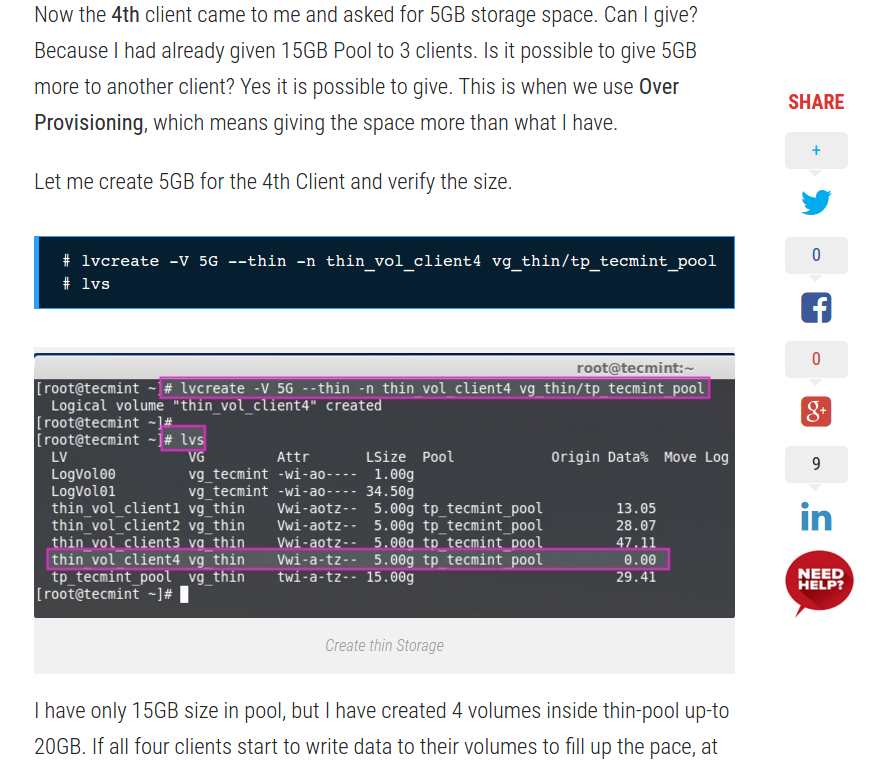 Now the 4th client came to me and asked for 5GB storage space. Can I give?
Because I had already given 15GB Pool to 3 clients. Is it possible to give 5GB
more to another client? Yes it is possible to give. This is when we use Over
Provisioning, which means giving the space more than what I have.
Let me create 5GB for the 4th Client and verify the size.
# lvcreate -V 5G --thin -n thin_vol_client4 vg_thin/tp_tecmint_pool
# lvs
root@tecmint:~
[root@tecmint ~]# lvcreate -V 5G --thin -n thin_vol_client4 vg_thin/tp_tecmint_pool
Logical volume "thin_vol_client4" created
[root@tecmint ~]#
[root@tecmint ~]# lvs
LV VG Attr LSize Pool Origin Data% Move Log
LogVol00 vg_tecmint -wi-ao---- 1.00g
LogVol01 vg_tecmint -wi-ao---- 34.50g
thin_vol_client1 vg_thin Vwi-aotz-- 5.00g tp_tecmint_pool 13.05
thin_vol_client2 vg_thin Vwi-aotz-- 5.00g tp_tecmint_pool 28.07
thin_vol_client3 vg_thin Vwi-aotz-- 5.00g tp_tecmint_pool 47.11
thin_vol_client4 vg_thin Vwi-a-tz-- 5.00g tp_tecmint_pool 0.00
tp_tecmint_pool vg_thin twi-a-tz-- 15.00g 29.41
[root@tecmint ~]#
Create thin Storage
I have only 15GB size in pool, but I have created 4 volumes inside thin-pool up-to
20GB. If all four clients start to write data to their volumes to fill up the pace, at
SHARE
+
0
f
0
g+
9
in
NEED
HELP?